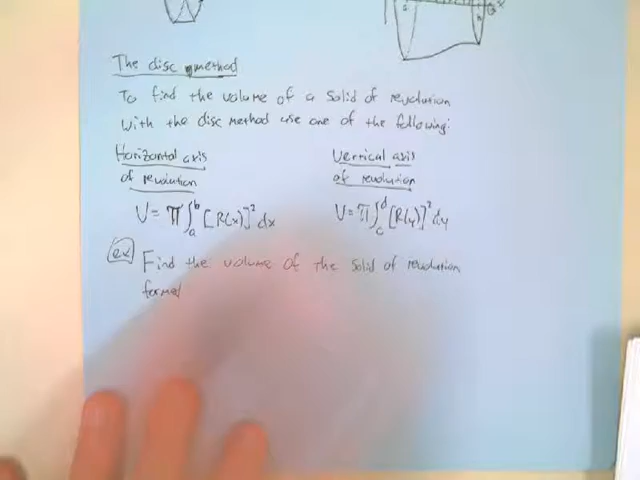 The disc method
To find the volume of a solid of revolution
with the disc method use one of the following:
Horizontal axis
of revolution
V = π∫ₐᵇ [R(x)]² dx
Vertical axis
of revolution
V = π∫꜀ᵈ [R(y)]² dy
ex Find the volume of the solid of revolution
formed